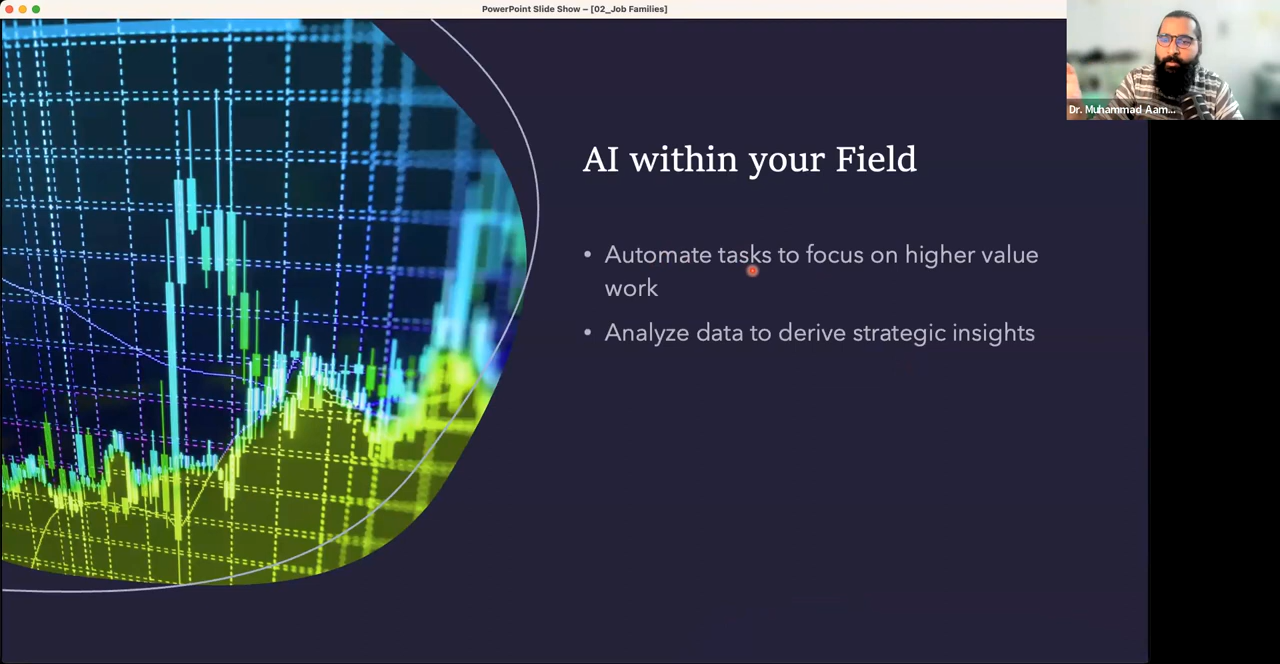 PowerPoint Slide Show – [02_Job Families]
Dr. Muhammad Aam...
AI within your Field
• Automate tasks to focus on higher value
work
• Analyze data to derive strategic insights